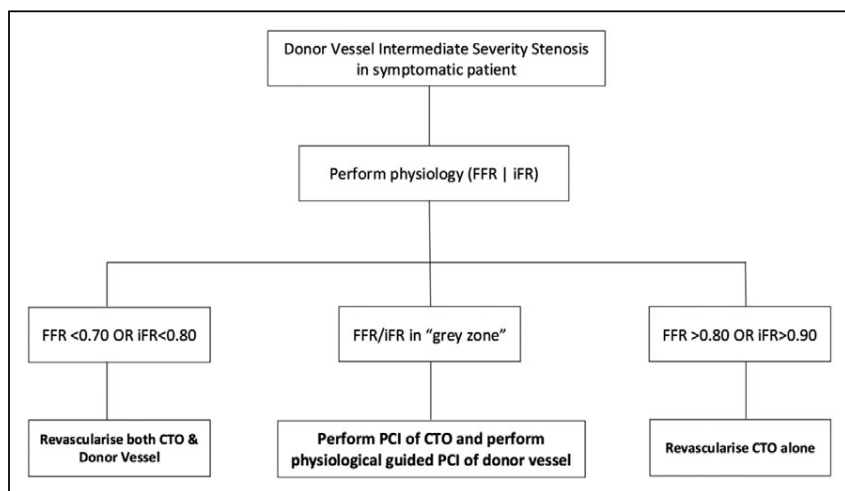 Donor Vessel Intermediate Severity Stenosis
in symptomatic patient
Perform physiology (FFR | iFR)
FFR <0.70 OR iFR<0.80
FFR/iFR in “grey zone”
FFR >0.80 OR iFR>0.90
Revascularise both CTO &
Donor Vessel
Perform PCI of CTO and perform
physiological guided PCI of donor vessel
Revascularise CTO alone